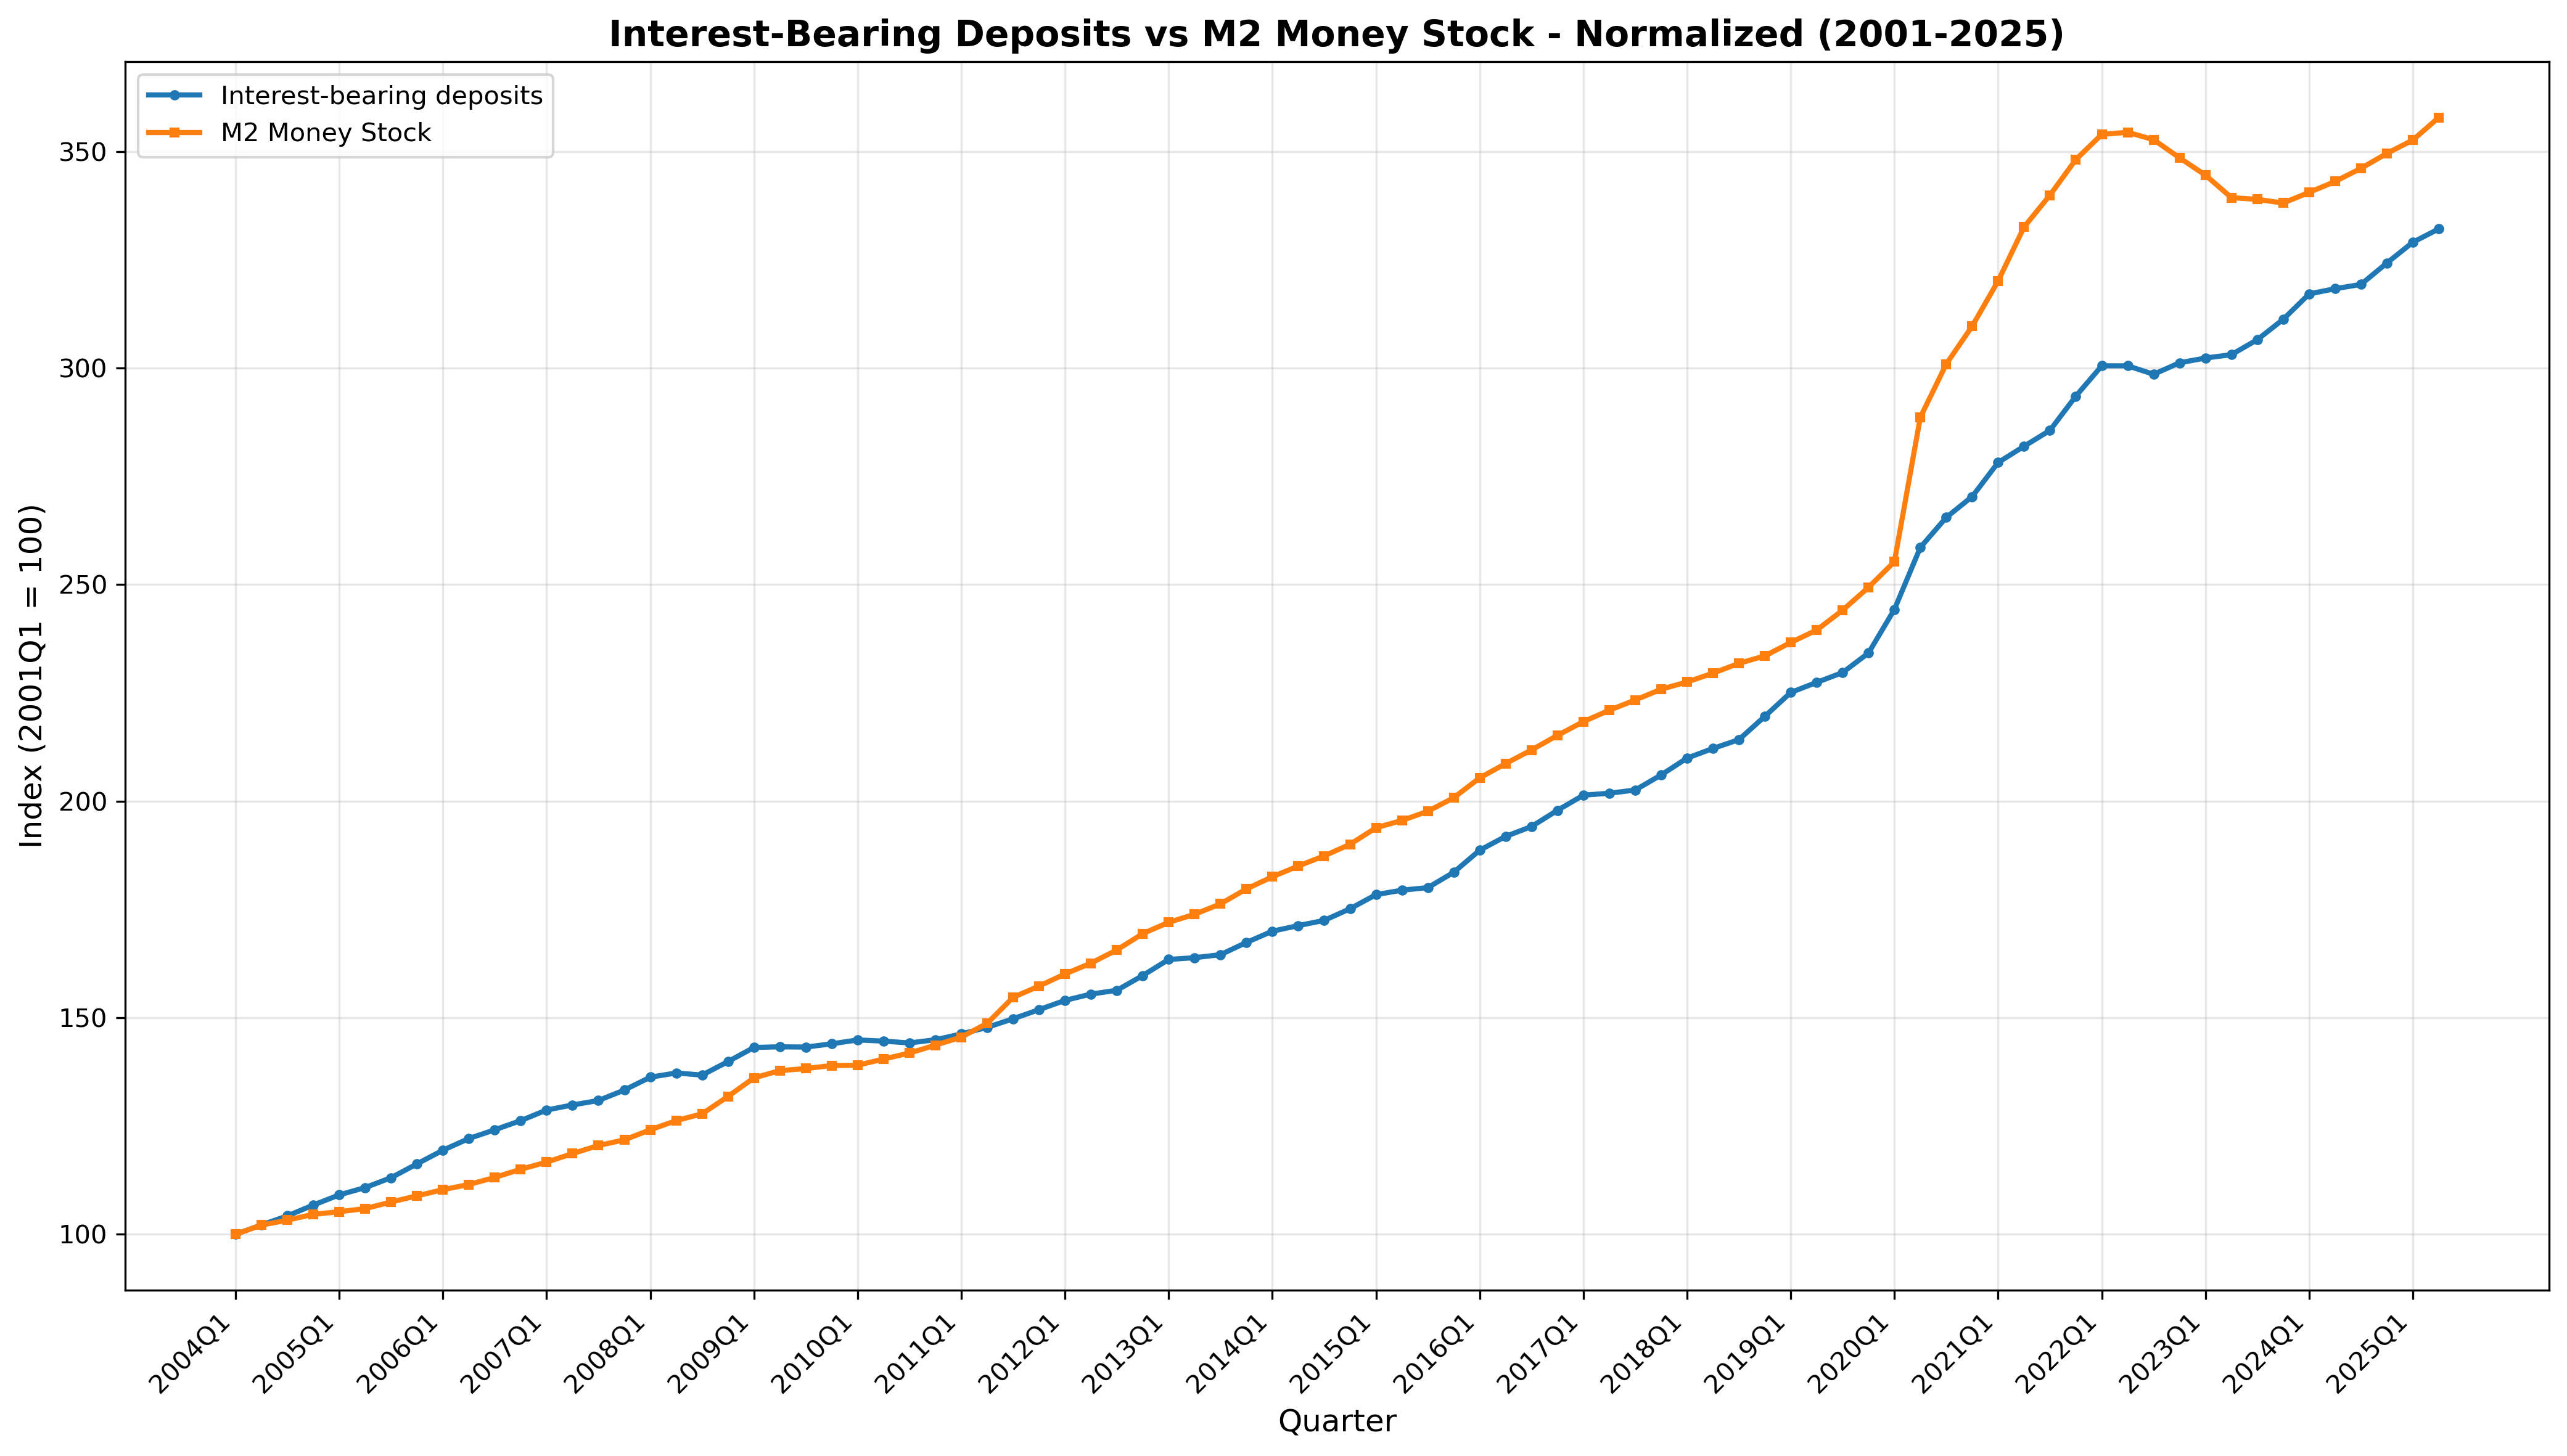 Interest-Bearing Deposits vs M2 Money Stock - Normalized (2001-2025)
Interest-bearing deposits
M2 Money Stock
Index (2001Q1 = 100)
350
300
250
200
150
100
2004Q1
2005Q1
2006Q1
2007Q1
2008Q1
2009Q1
2010Q1
2011Q1
2012Q1
2013Q1
2014Q1
2015Q1
2016Q1
2017Q1
2018Q1
2019Q1
2020Q1
2021Q1
2022Q1
2023Q1
2024Q1
2025Q1
Quarter